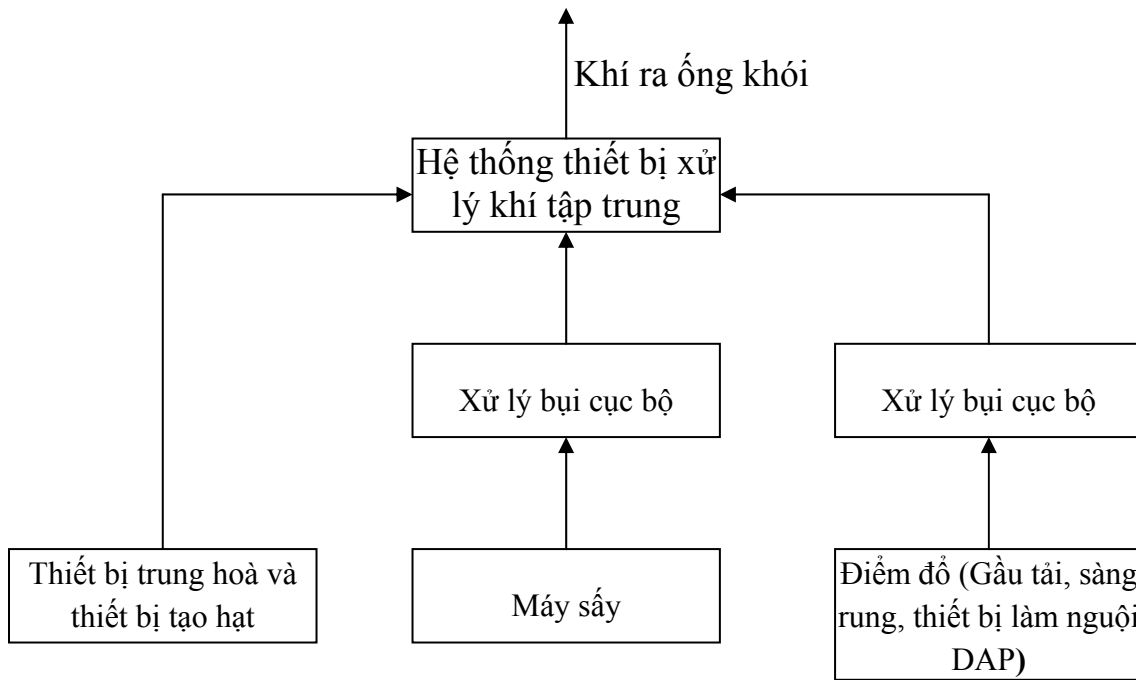 Khí ra ống khói
Hệ thống thiết bị xử
lý khí tập trung
Xử lý bụi cục bộ
Xử lý bụi cục bộ
Thiết bị trung hoà và
thiết bị tạo hạt
Máy sấy
Điểm đổ (Gầu tải, sàng
rung, thiết bị làm nguội
DAP)